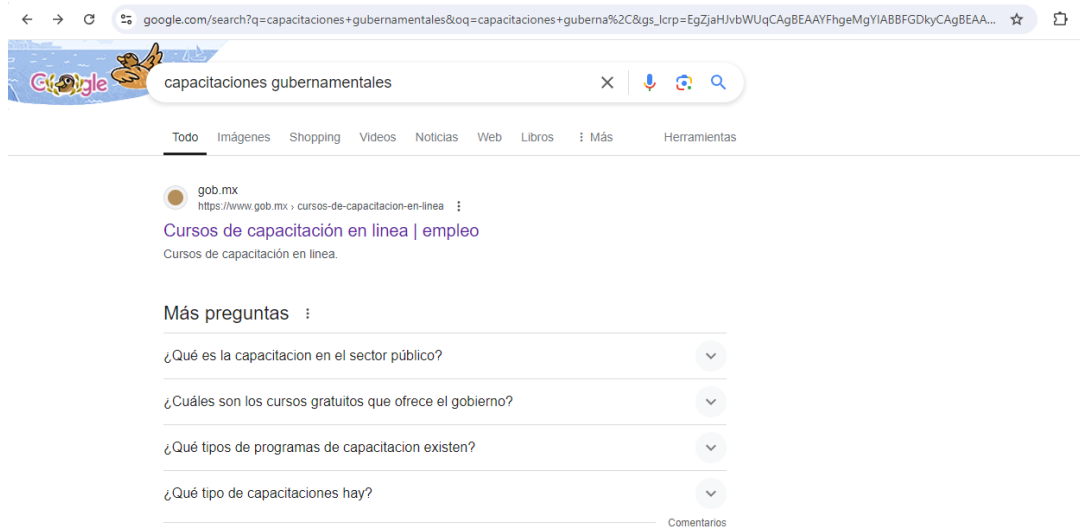 google.com/search?q=capacitaciones+gubernamentales&oq=capacitaciones+guberna%2C&gs_lcrp=EgZjaHJvbWUqCAgBEAAYFhgeMgYIABBFGDkyCAgBEAA...
Google
capacitaciones gubernamentales
Todo Imágenes Shopping Videos Noticias Web Libros Más Herramientas
gob.mx
https://www.gob.mx › cursos-de-capacitacion-en-linea
Cursos de capacitación en linea | empleo
Cursos de capacitación en linea.
Más preguntas
¿Qué es la capacitacion en el sector público?
¿Cuáles son los cursos gratuitos que ofrece el gobierno?
¿Qué tipos de programas de capacitacion existen?
¿Qué tipo de capacitaciones hay?
Comentarios